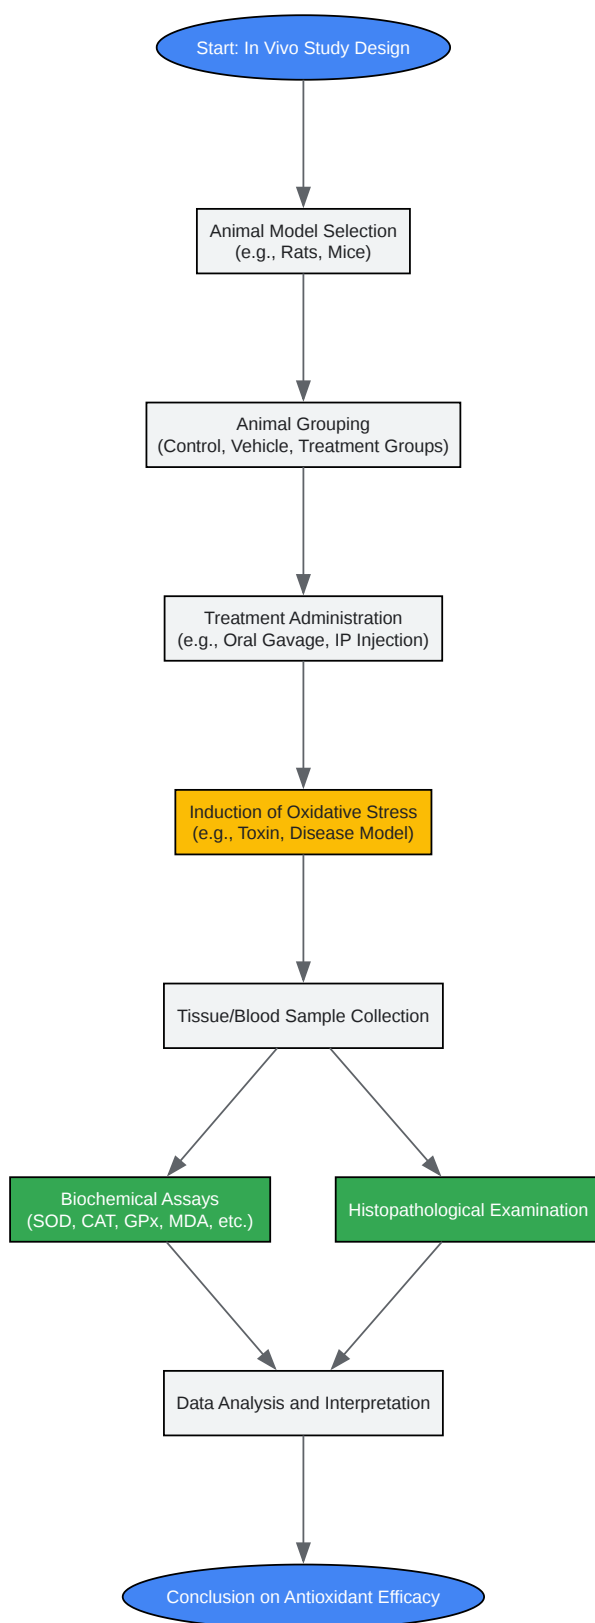 Start: In Vivo Study Design
Animal Model Selection
(e.g., Rats, Mice)
Animal Grouping
(Control, Vehicle, Treatment Groups)
Treatment Administration
(e.g., Oral Gavage, IP Injection)
Induction of Oxidative Stress
(e.g., Toxin, Disease Model)
Tissue/Blood Sample Collection
Biochemical Assays
(SOD, CAT, GPx, MDA, etc.)
Histopathological Examination
Data Analysis and Interpretation
Conclusion on Antioxidant Efficacy